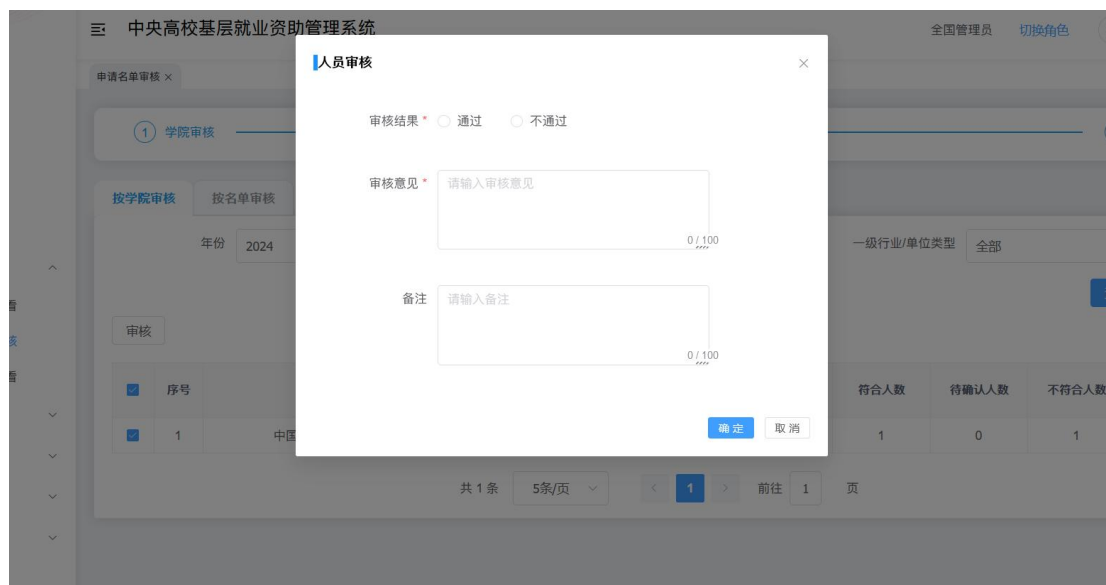 中央高校基层就业资助管理系统
全国管理员 切换角色
申请名单审核 ×
1 学院审核
按学院审核 按名单审核
年份 2024
一级行业/单位类型 全部
审核
序号 符合人数 待确认人数 不符合人数
1 中国 1 0 1
共 1 条 5条/页 1 前往 1 页
人员审核
审核结果 * 通过 不通过
审核意见 * 请输入审核意见
0 / 100
备注 请输入备注
0 / 100
确定 取消
看
核
看